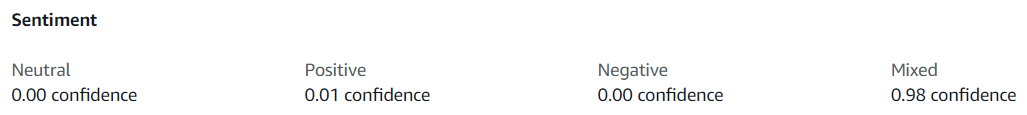 Sentiment
Neutral Positive Negative Mixed
0.00 confidence 0.01 confidence 0.00 confidence 0.98 confidence